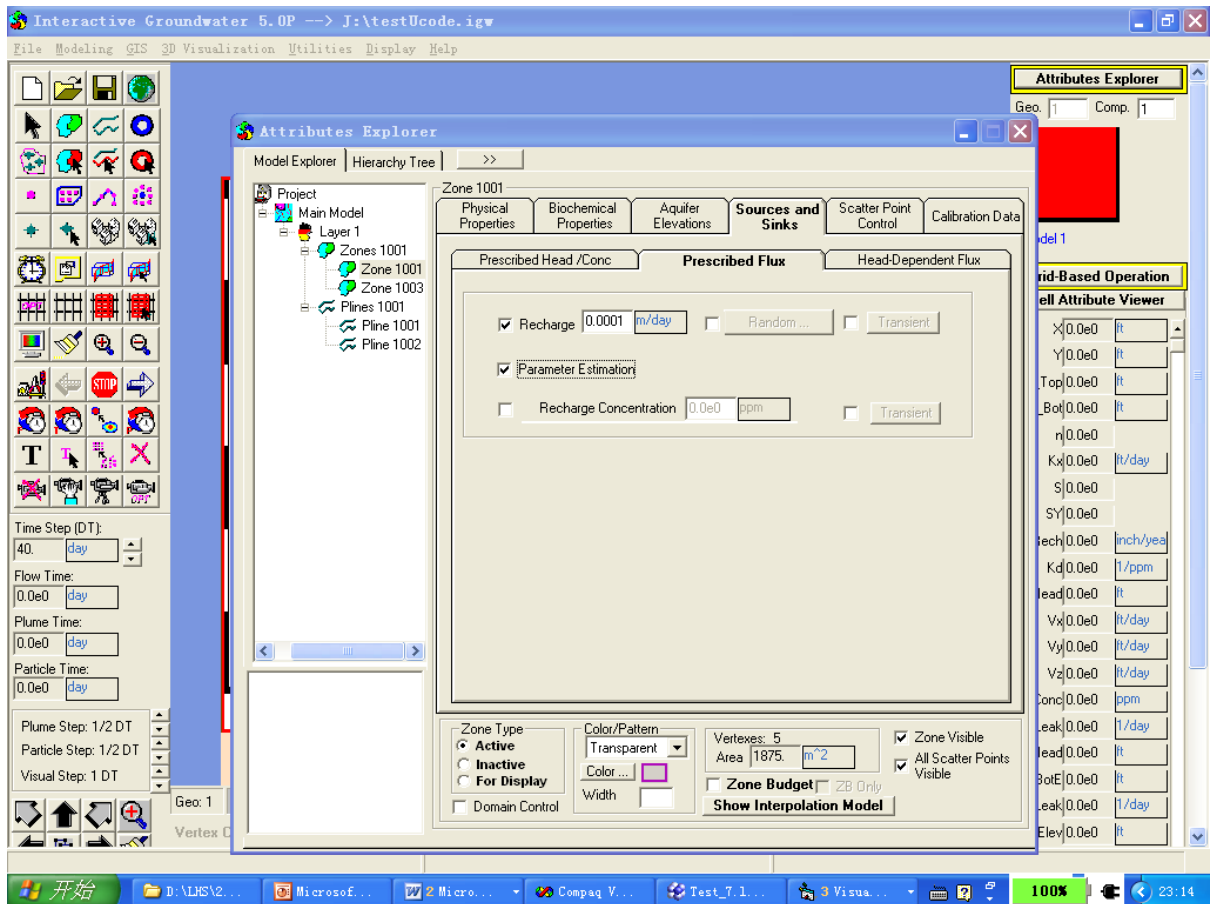 Interactive Groundwater 5.0P --> J:\testUcode.igw
File Modeling GIS 3D Visualization Utilities Display Help
Attributes Explorer
Geo. 1 Comp. 1
Attributes Explorer
Model Explorer Hierarchy Tree >>
Project
Main Model
Layer 1
Zones 1001
Zone 1001
Zone 1003
Plines 1001
Pline 1001
Pline 1002
Zone 1001
Physical Properties
Biochemical Properties
Aquifer Elevations
Sources and Sinks
Scatter Point Control
Calibration Data
Prescribed Head /Conc Prescribed Flux Head-Dependent Flux
Recharge 0.0001 m/day Random ... Transient
Parameter Estimation
Recharge Concentration 0.0e0 ppm Transient
Zone Type
Active
Inactive
For Display
Domain Control
Color/Pattern
Transparent
Color ...
Width
Vertexes: 5
Area 1875. m^2
Zone Budget ZB Only
Show Interpolation Model
Zone Visible
All Scatter Points Visible
del 1
rid-Based Operation
ell Attribute Viewer
X 0.0e0 ft
Y 0.0e0 ft
_Top 0.0e0 ft
_Bot 0.0e0 ft
n 0.0e0
Kx 0.0e0 ft/day
S 0.0e0
SY 0.0e0
ech 0.0e0 inch/yea
Kd 0.0e0 1/ppm
ead 0.0e0 ft
Vx 0.0e0 ft/day
Vy 0.0e0 ft/day
Vz 0.0e0 ft/day
Conc 0.0e0 ppm
Leak 0.0e0 1/day
ead 0.0e0 ft
BotE 0.0e0 ft
Leak 0.0e0 1/day
Elev 0.0e0 ft
STOP
T
OPT
Time Step (DT):
40. day
Flow Time:
0.0e0 day
Plume Time:
0.0e0 day
Particle Time:
0.0e0 day
Plume Step: 1/2 DT
Particle Step: 1/2 DT
Visual Step: 1 DT
Geo: 1
Vertex C
开始 D:\LHS\2... Microsof... 2 Micro... Compaq V... Test_7.1... 3 Visua... 100% 23:14